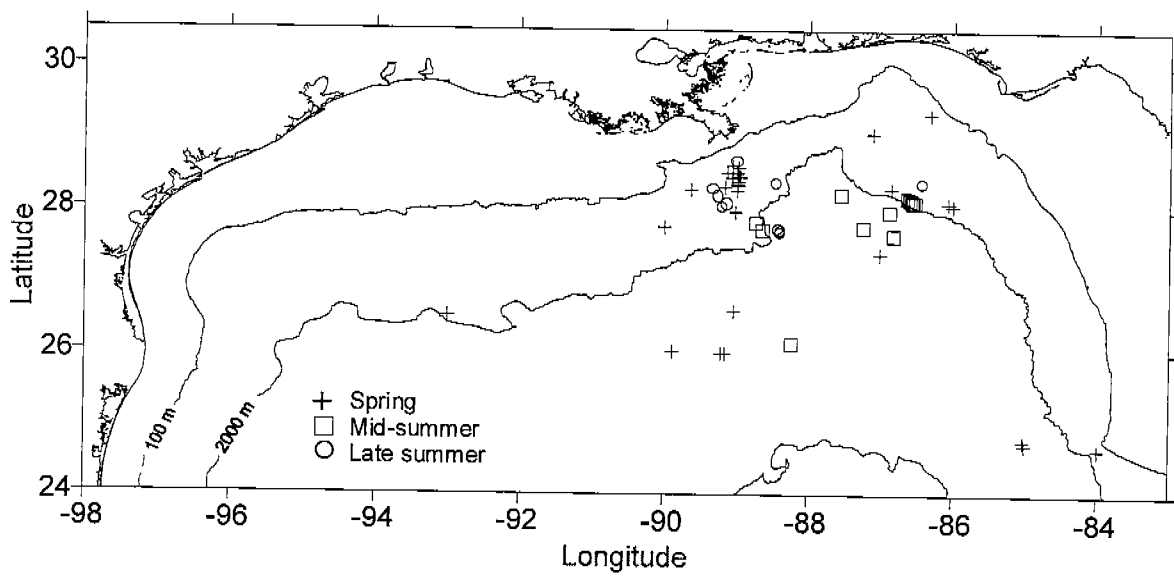 30
28
26
24
Latitude
100 m
2000 m
Spring
Mid-summer
Late summer
-98 -96 -94 -92 -90 -88 -86 -84
Longitude